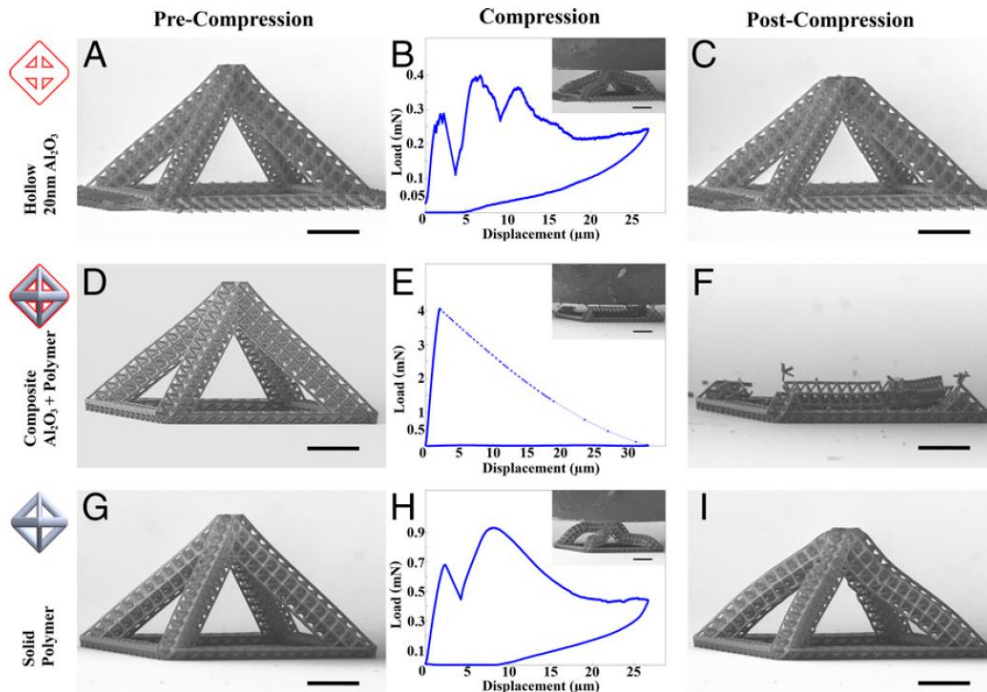 Pre-Compression
Compression
Post-Compression
Hollow
20nm Al₂O₃
A
B
Load (mN)
0.4
0.3
0.2
0.1
0.05
0 5 10 15 20 25
Displacement (μm)
C
Composite
Al₂O₃ + Polymer
D
E
Load (mN)
4
3
2
1
0.5
0 5 10 15 20 25 30
Displacement (μm)
F
Solid
Polymer
G
H
Load (mN)
0.9
0.7
0.5
0.3
0.1
0 5 10 15 20 25
Displacement (μm)
I